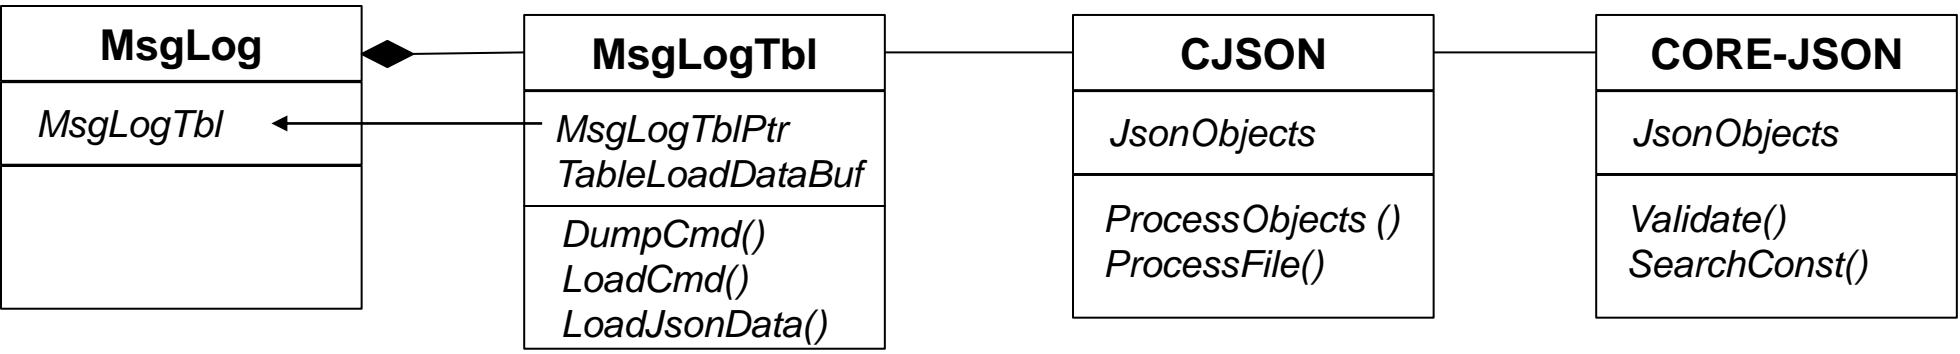 MsgLog
MsgLogTbl
MsgLogTbl
MsgLogTblPtr
TableLoadDataBuf
DumpCmd()
LoadCmd()
LoadJsonData()
CJSON
JsonObjects
ProcessObjects ()
ProcessFile()
CORE-JSON
JsonObjects
Validate()
SearchConst()